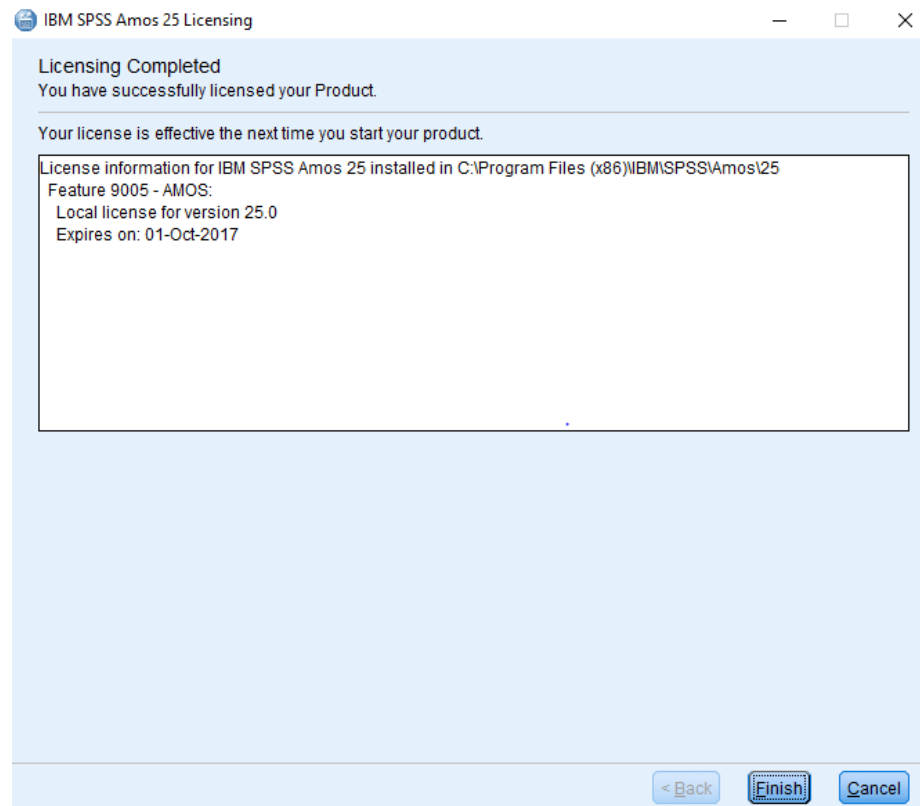 IBM SPSS Amos 25 Licensing
Licensing Completed
You have successfully licensed your Product.
Your license is effective the next time you start your product.
License information for IBM SPSS Amos 25 installed in C:\Program Files (x86)\IBM\SPSS\Amos\25
Feature 9005 - AMOS:
Local license for version 25.0
Expires on: 01-Oct-2017
< Back Finish Cancel